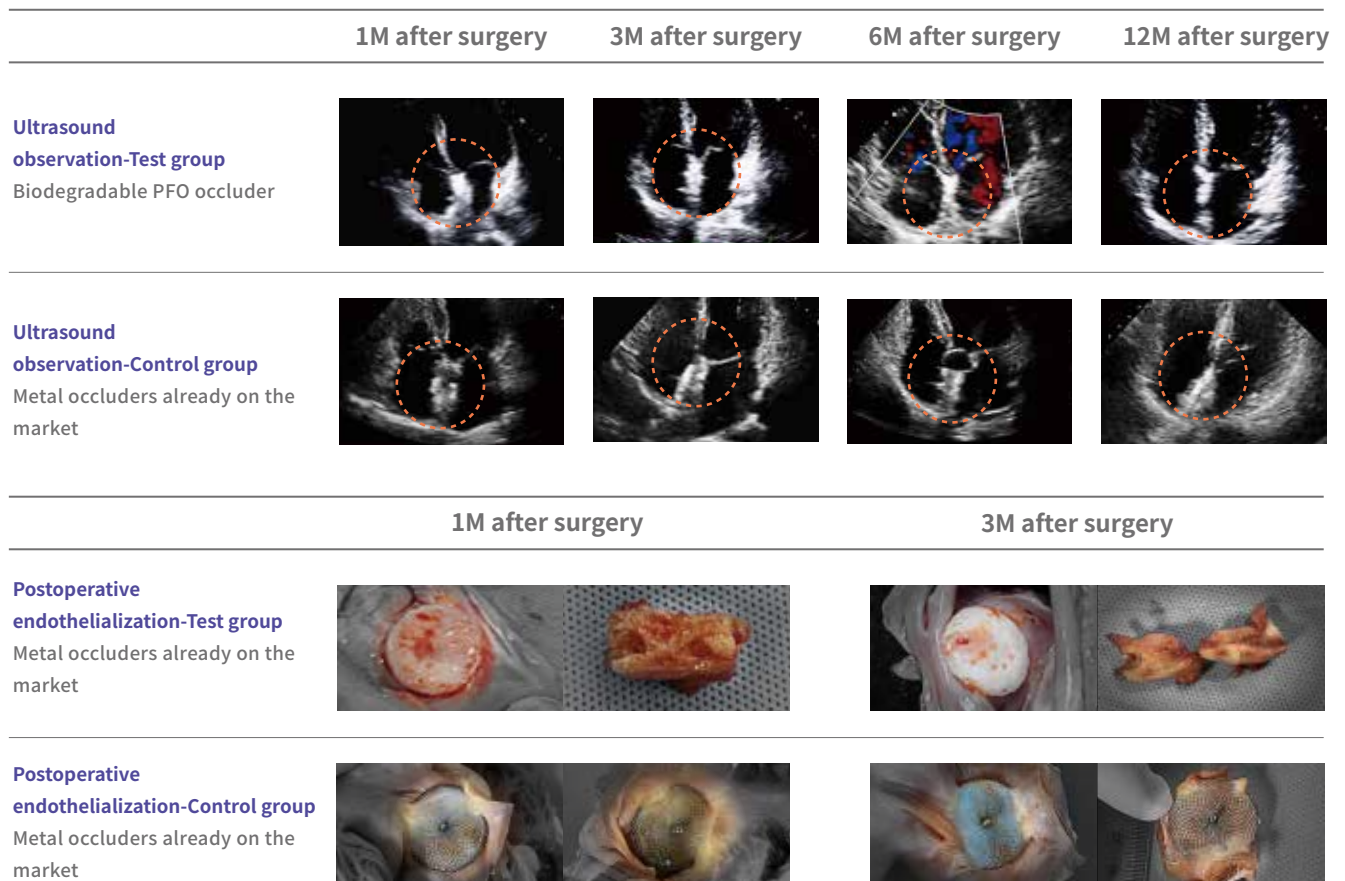 1M after surgery
3M after surgery
6M after surgery
12M after surgery
Ultrasound
observation-Test group
Biodegradable PFO occluder
Ultrasound
observation-Control group
Metal occluders already on the
market
1M after surgery
3M after surgery
Postoperative
endothelialization-Test group
Metal occluders already on the
market
Postoperative
endothelialization-Control group
Metal occluders already on the
market